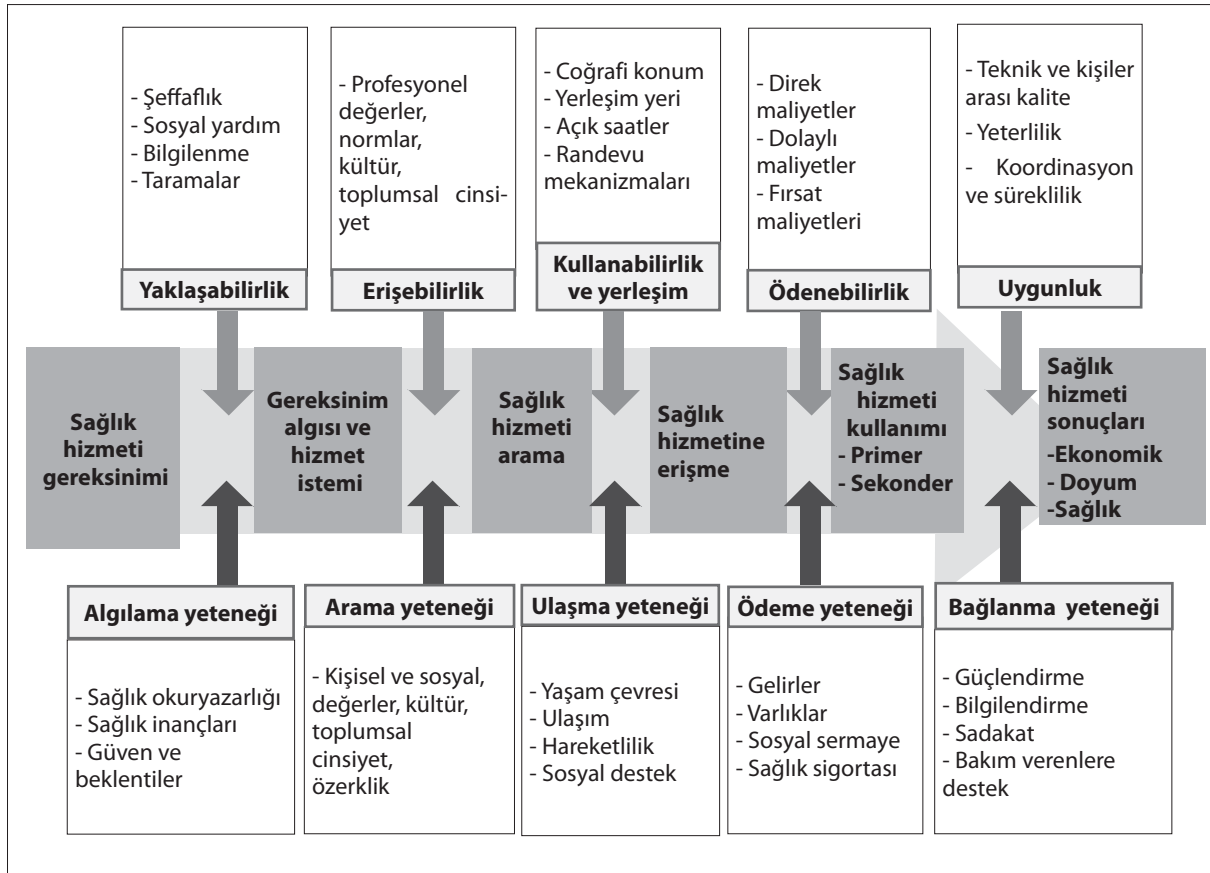 - Şeffaflık
- Sosyal yardım
- Bilgilenme
- Taramalar
Yaklaşabilirlik
- Profesyonel
değerler,
normlar,
kültür,
toplumsal cinsi-
yet
Erişebilirlik
- Coğrafi konum
- Yerleşim yeri
- Açık saatler
- Randevu
mekanizmaları
Kullanabilirlik
ve yerleşim
- Direk
maliyetler
- Dolaylı
maliyetler
- Fırsat
maliyetleri
Ödenebilirlik
- Teknik ve kişiler
arası kalite
- Yeterlilik
- Koordinasyon
ve süreklilik
Uygunluk
Sağlık
hizmeti
gereksinimi
Gereksinim
algısı ve
hizmet
istemi
Sağlık
hizmeti
arama
Sağlık
hizmetine
erişme
Sağlık
hizmeti
kullanımı
- Primer
- Sekonder
Sağlık
hizmeti
sonuçları
-Ekonomik
- Doyum
-Sağlık
Algılama yeteneği
- Sağlık okuryazarlığı
- Sağlık inançları
- Güven ve
beklentiler
Arama yeteneği
- Kişisel ve sosyal,
değerler, kültür,
toplumsal
cinsiyet,
özerklik
Ulaşma yeteneği
- Yaşam çevresi
- Ulaşım
- Hareketlilik
- Sosyal destek
Ödeme yeteneği
- Gelirler
- Varlıklar
- Sosyal sermaye
- Sağlık sigortası
Bağlanma yeteneği
- Güçlendirme
- Bilgilendirme
- Sadakat
- Bakım verenlere
destek